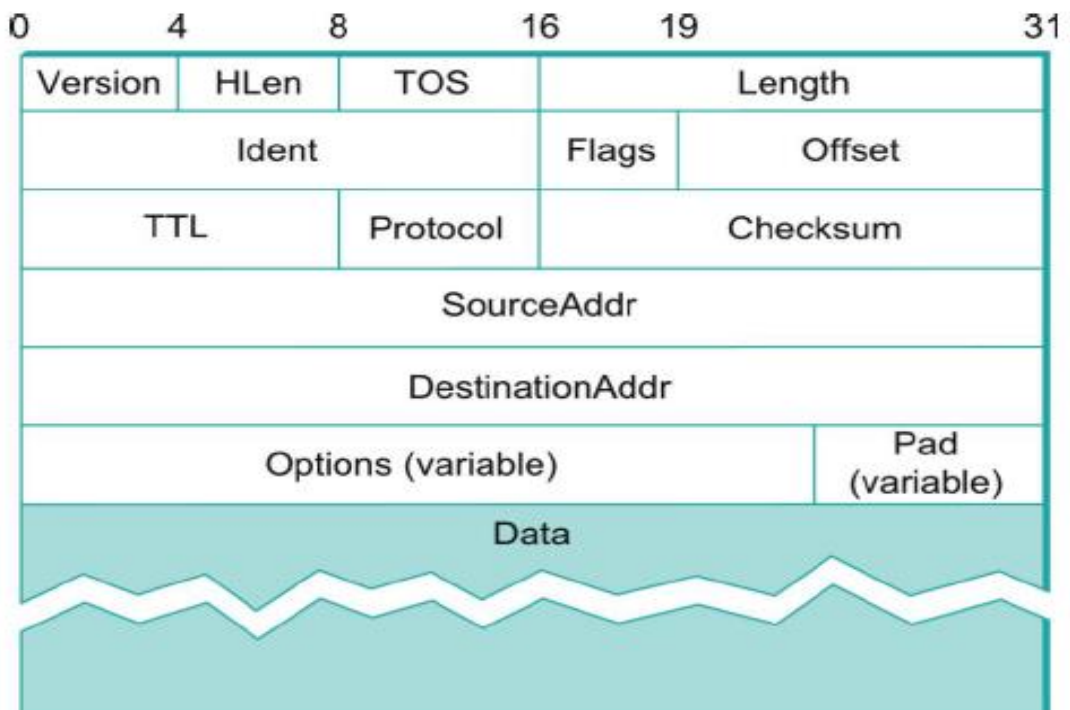 0 4 8 16 19 31
Version HLen TOS Length
Ident Flags Offset
TTL Protocol Checksum
SourceAddr
DestinationAddr
Options (variable) Pad
(variable)
Data